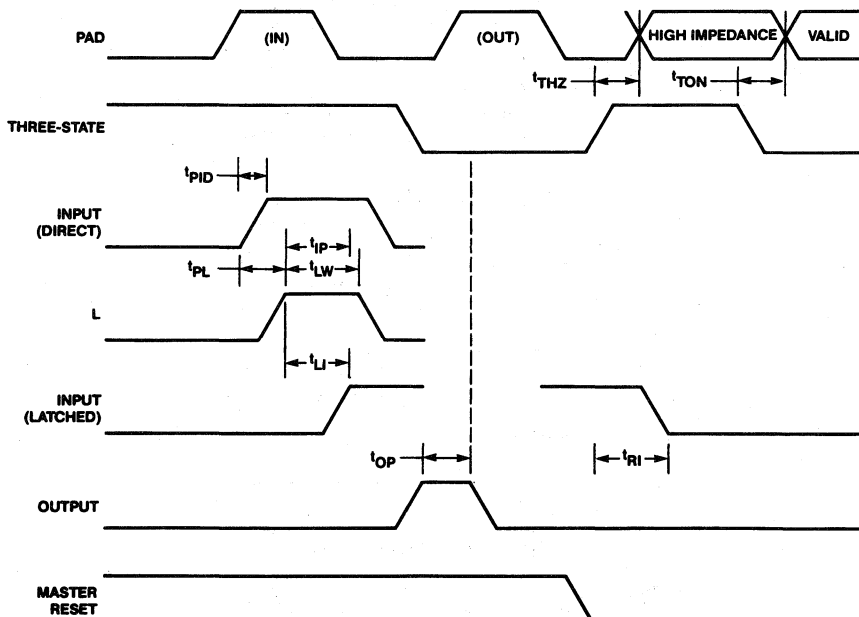 PAD
(IN)
(OUT)
HIGH IMPEDANCE
VALID
tTHZ
tTON
THREE-STATE
tPID
INPUT
(DIRECT)
tIP
tPL
tLW
L
tLI
INPUT
(LATCHED)
tOP
tRI
OUTPUT
MASTER
RESET